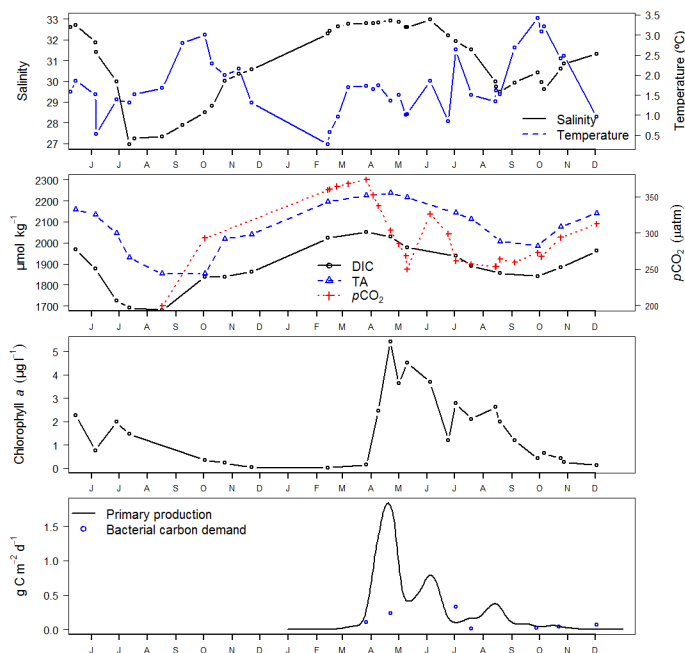 33
32
31
30
29
28
27
Salinity
3.5
3.0
2.5
2.0
1.5
1.0
0.5
Temperature (°C)
Salinity
Temperature
J J A S O N D J F M A M J J A S O N D
2300
2200
2100
2000
1900
1800
1700
µmol kg⁻¹
350
300
250
200
pCO₂ (µatm)
DIC
TA
pCO₂
J J A S O N D J F M A M J J A S O N D
5
4
3
2
1
0
Chlorophyll a (µg l⁻¹)
J J A S O N D J F M A M J J A S O N D
Primary production
Bacterial carbon demand
1.5
1.0
0.5
0.0
g C m⁻² d⁻¹
J J A S O N D J F M A M J J A S O N D